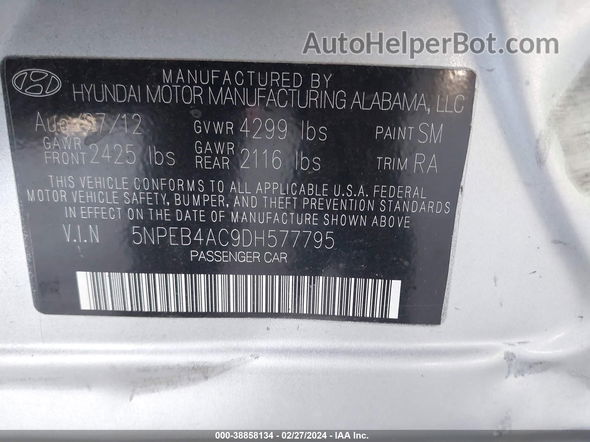 AutoHelperBot.com
MANUFACTURED BY
HYUNDAI MOTOR MANUFACTURING ALABAMA, LLC
Aug/07/12 GVWR 4299 lbs PAINT SM
GAWR FRONT 2425 lbs GAWR REAR 2116 lbs TRIM RA
THIS VEHICLE CONFORMS TO ALL APPLICABLE U.S.A. FEDERAL
MOTOR VEHICLE SAFETY, BUMPER, AND THEFT PREVENTION STANDARDS
IN EFFECT ON THE DATE OF MANUFACTURE SHOWN ABOVE.
V.I.N 5NPEB4AC9DH577795
PASSENGER CAR
000-38858134 - 02/27/2024 - IAA Inc.